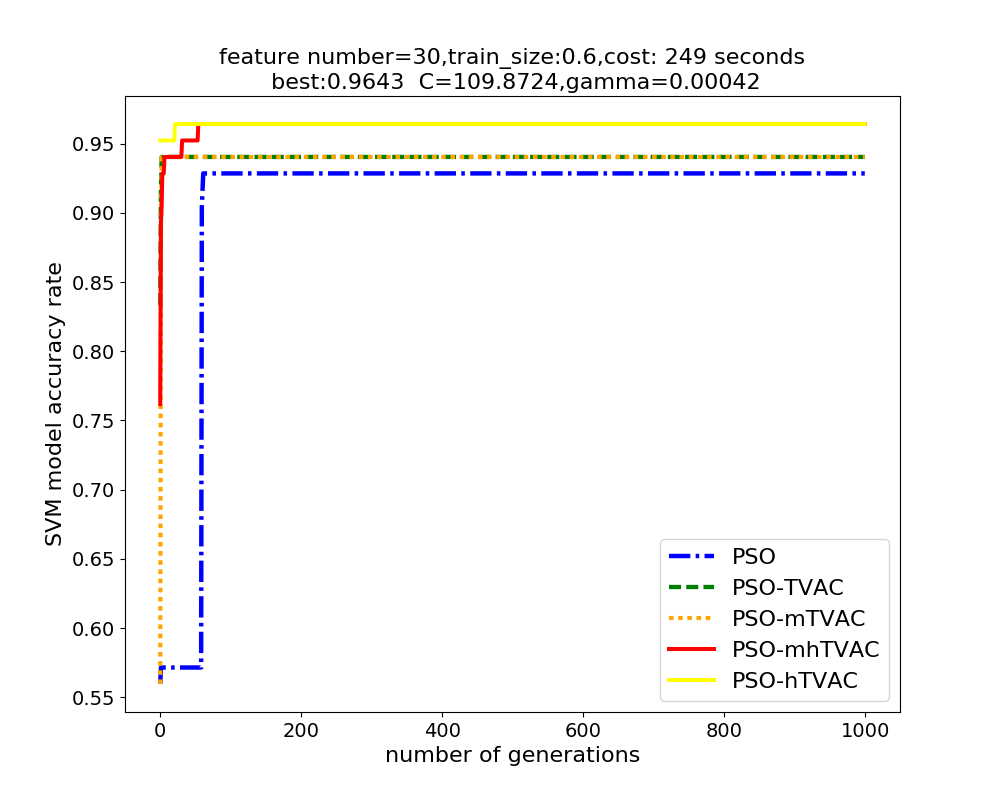 feature number=30,train_size:0.6,cost: 249 seconds
best:0.9643  C=109.8724,gamma=0.00042
SVM model accuracy rate
0.95
0.90
0.85
0.80
0.75
0.70
0.65
0.60
0.55
PSO
PSO-TVAC
PSO-mTVAC
PSO-mhTVAC
PSO-hTVAC
0 200 400 600 800 1000
number of generations